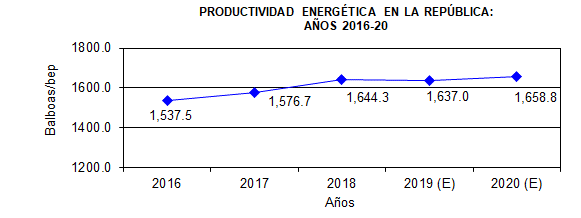 PRODUCTIVIDAD ENERGÉTICA EN LA REPÚBLICA:
AÑOS 2016-20
1800.0
1600.0
1400.0
1200.0
Balboas/bep
1,537.5
1,576.7
1,644.3
1,637.0
1,658.8
2016
2017
2018
2019 (E)
2020 (E)
Años